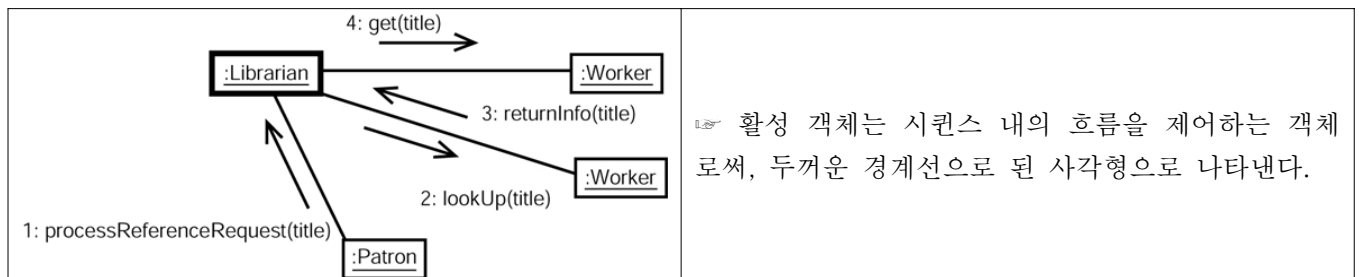 4: get(title)
:Librarian
:Worker
3: returnInfo(title)
:Worker
2: lookUp(title)
1: processReferenceRequest(title)
:Patron
☞ 활성 객체는 시퀀스 내의 흐름을 제어하는 객체
로써, 두꺼운 경계선으로 된 사각형으로 나타낸다.